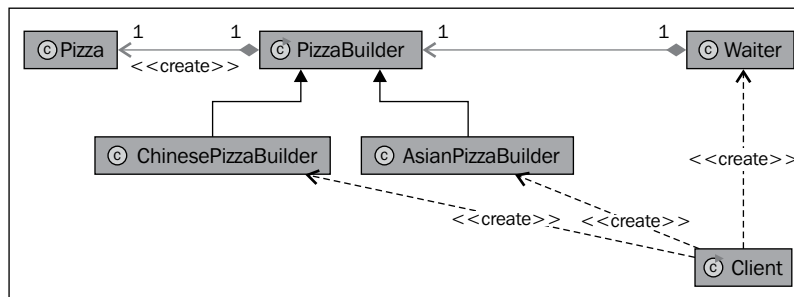 1 1 1 1
C Pizza C PizzaBuilder C Waiter
<<create>>
C ChinesePizzaBuilder C AsianPizzaBuilder
<<create>>
<<create>> <<create>>
C Client